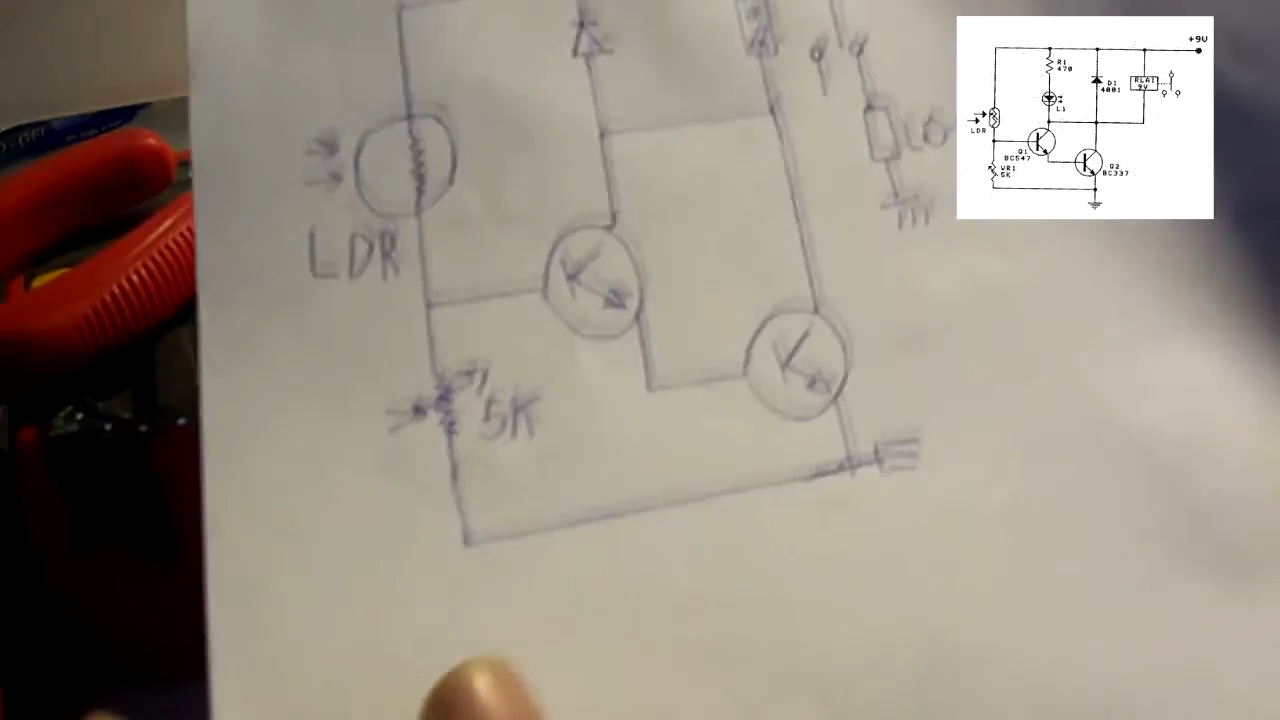 LDR
5K
+9V
R1
470
D1
4001
RLA1
9V
L1
LDR
Q1
BC547
VR1
5K
Q2
BC337